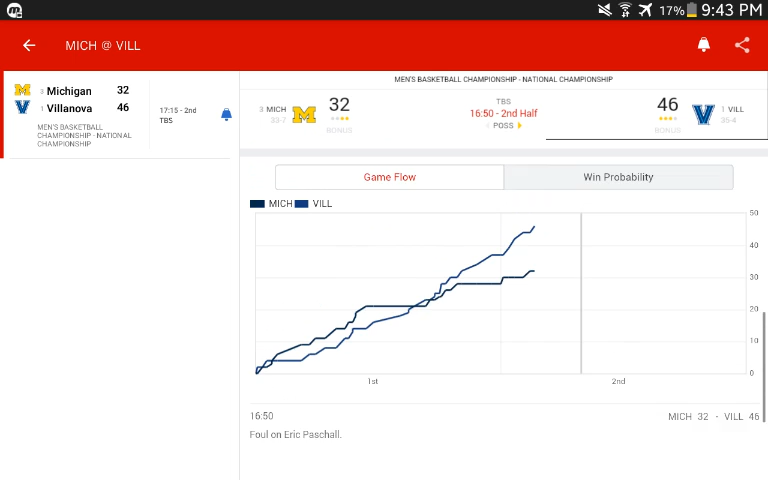 17% 9:43 PM
MICH @ VILL
3 Michigan 32
1 Villanova 46
17:15 - 2nd
TBS
MEN'S BASKETBALL
CHAMPIONSHIP - NATIONAL
CHAMPIONSHIP
MEN'S BASKETBALL CHAMPIONSHIP - NATIONAL CHAMPIONSHIP
3 MICH
33-7
32
BONUS
TBS
16:50 - 2nd Half
POSS
46
BONUS
1 VILL
35-4
Game Flow
Win Probability
MICH VILL
50
40
30
20
10
0
1st
2nd
16:50
MICH 32 - VILL 46
Foul on Eric Paschall.